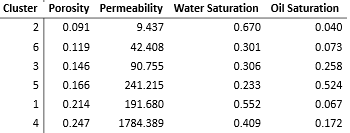 Cluster Porosity Permeability Water Saturation Oil Saturation
2 0.091 9.437 0.670 0.040
6 0.119 42.408 0.301 0.073
3 0.146 90.755 0.306 0.258
5 0.166 241.215 0.233 0.524
1 0.214 191.680 0.552 0.067
4 0.247 1784.389 0.409 0.172